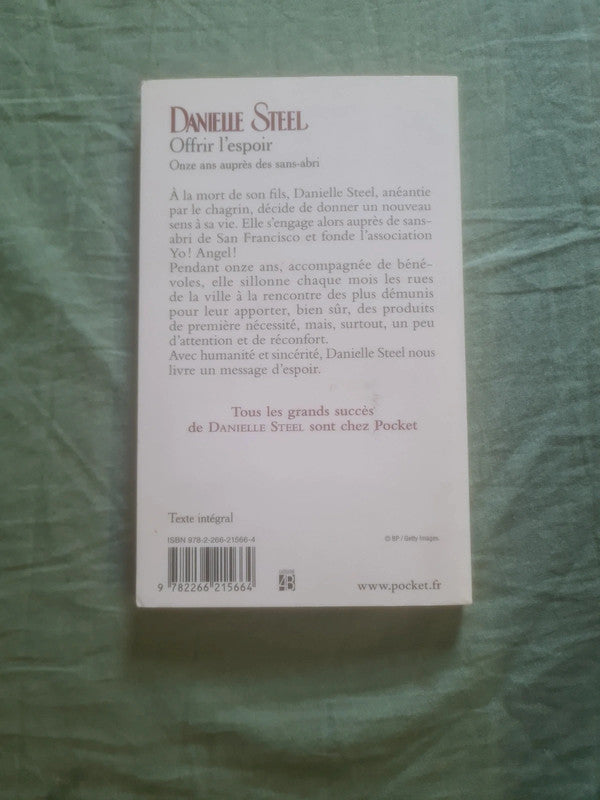 DANIELLE STEEL
Offrir l'espoir
Onze ans auprès des sans-abri
À la mort de son fils, Danielle Steel, anéantie
par le chagrin, décide de donner un nouveau
sens à sa vie. Elle s'engage alors auprès de sans-
abri de San Francisco et fonde l'association
Yo ! Angel !
Pendant onze ans, accompagnée de béné-
voles, elle sillonne chaque mois les rues
de la ville à la rencontre des plus démunis
pour leur apporter, bien sûr, des produits
de première nécessité, mais, surtout, un peu
d'attention et de réconfort.
Avec humanité et sincérité, Danielle Steel nous
livre un message d'espoir.
Tous les grands succès
de DANIELLE STEEL sont chez Pocket
Texte intégral
ISBN 978-2-266-21566-4
© BP / Getty Images
9 782266 215664
www.pocket.fr